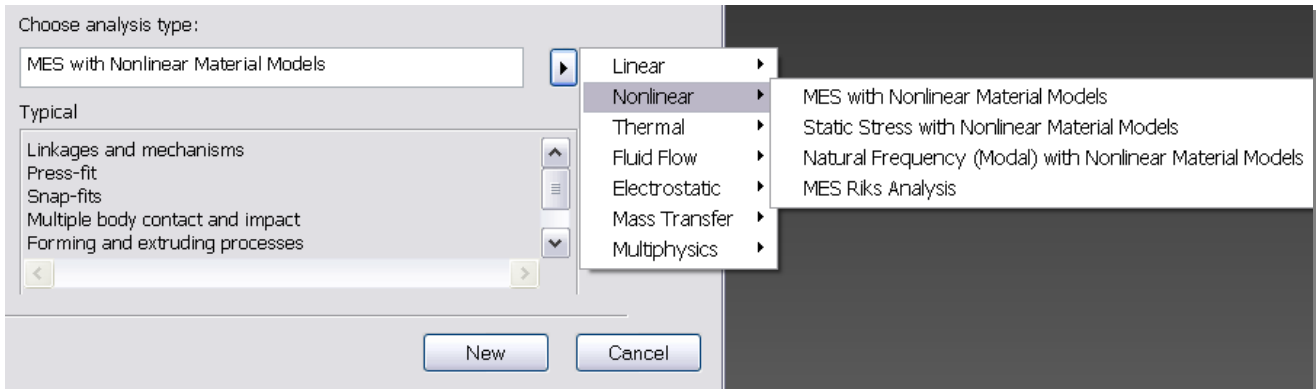 Choose analysis type:
MES with Nonlinear Material Models
Typical
Linkages and mechanisms
Press-fit
Snap-fits
Multiple body contact and impact
Forming and extruding processes
New
Cancel
Linear
Nonlinear
Thermal
Fluid Flow
Electrostatic
Mass Transfer
Multiphysics
MES with Nonlinear Material Models
Static Stress with Nonlinear Material Models
Natural Frequency (Modal) with Nonlinear Material Models
MES Riks Analysis